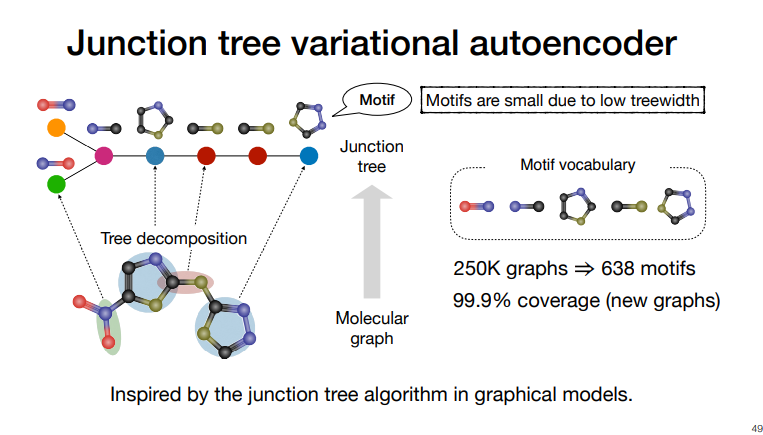 Junction tree variational autoencoder
Motif
Motifs are small due to low treewidth
Junction
tree
Motif vocabulary
Tree decomposition
250K graphs ⇒ 638 motifs
99.9% coverage (new graphs)
Molecular
graph
Inspired by the junction tree algorithm in graphical models.
49